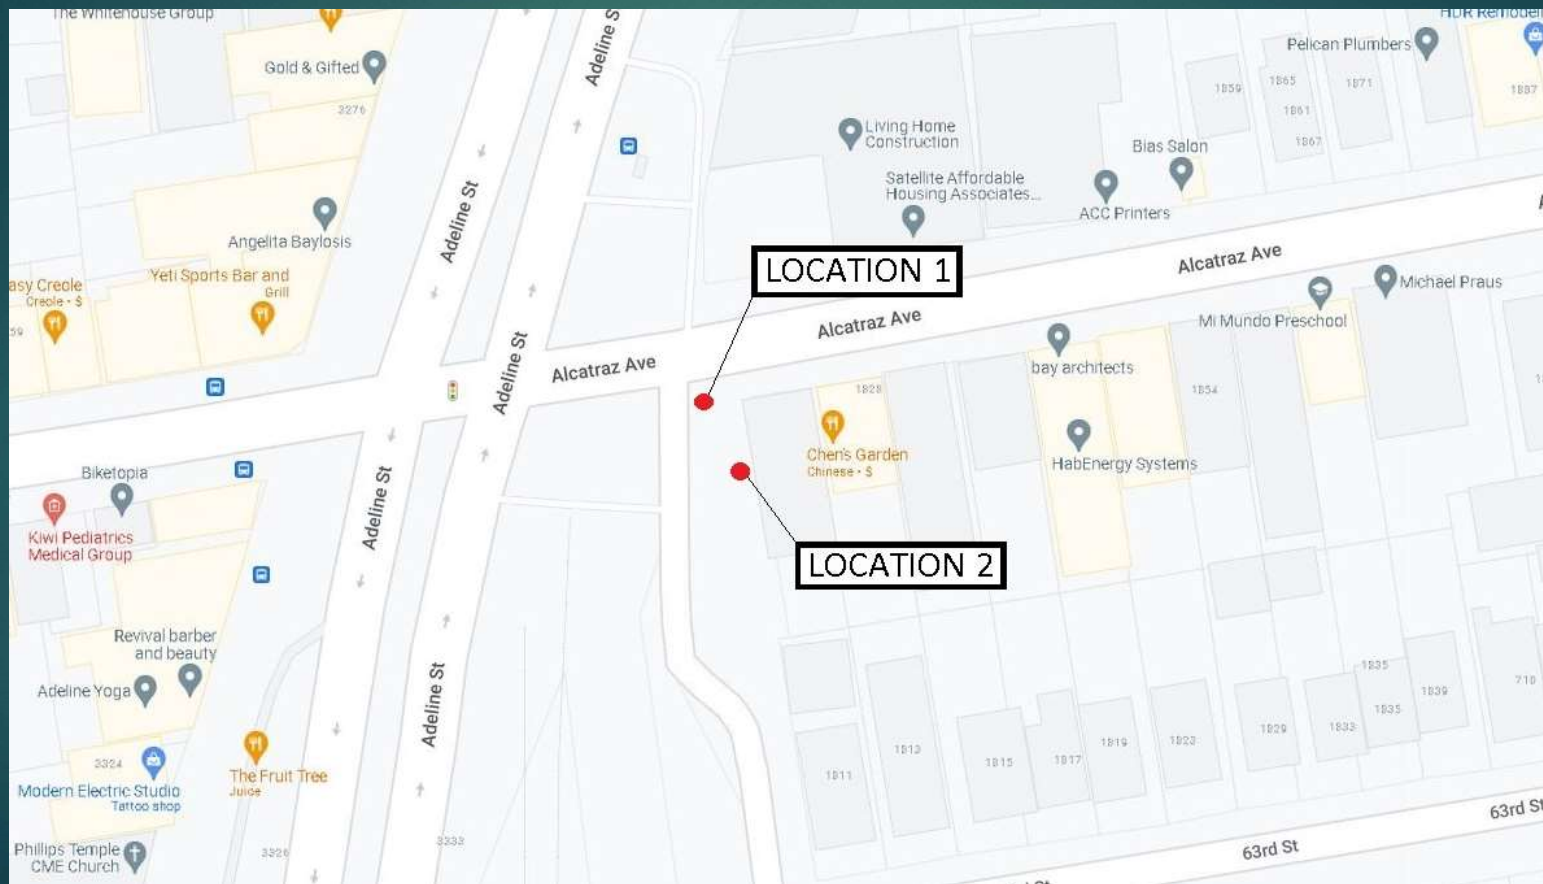 The Whitehouse Group
HDR Remodel
Pelican Plumbers
Gold & Gifted
Adeline St
3276
1859
1865
1871
1887
1861
1867
Living Home
Construction
Bias Salon
Satellite Affordable
Housing Associates...
ACC Printers
Adeline St
Angelita Baylosis
LOCATION 1
Alcatraz Ave
asy Creole
Creole · $
59
Yeti Sports Bar and
Grill
Michael Praus
Mi Mundo Preschool
Alcatraz Ave
Alcatraz Ave
Adeline St
bay architects
1828
1854
Chen's Garden
Chinese · $
HabEnergy Systems
Biketopia
Adeline St
Kiwi Pediatrics
Medical Group
LOCATION 2
Revival barber
and beauty
Adeline Yoga
Adeline St
1835
1839
710
1835
1833
1829
1823
1819
1817
1815
1813
1811
3324
The Fruit Tree
Juice
Modern Electric Studio
Tattoo shop
63rd St
63rd St
3333
3326
Phillips Temple
CME Church